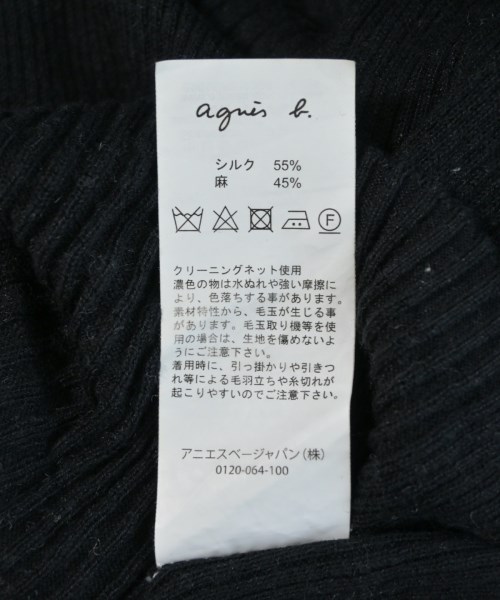 agnès b.
シルク 55%
麻 45%
F
クリーニングネット使用
濃色の物は水ぬれや強い摩擦に
より、色落ちする事があります。
素材特性から、毛玉が生じる事
があります。毛玉取り機等を使
用の場合は、生地を傷めないよ
うにご注意下さい。
着用時に、引っ掛かりや引きつ
れ等による毛羽立ちや糸切れが
起こりやすいのでご注意下さい。
アニエスベージャパン(株)
0120-064-100